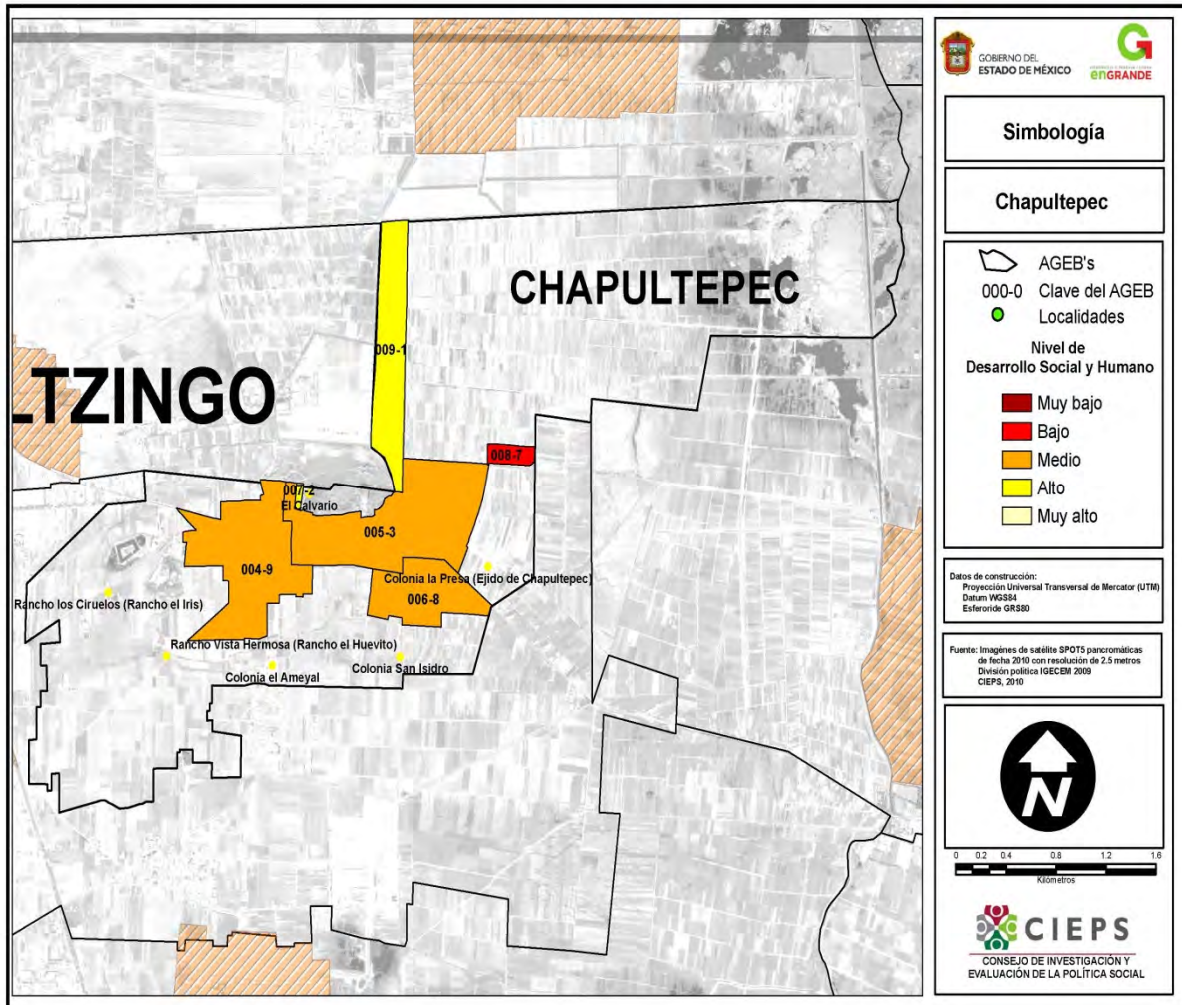 CHAPULTEPEC
LTZINGO
009-1
008-7
007-2
El Calvario
005-3
004-9
Colonia la Presa (Ejido de Chapultepec)
006-8
Rancho los Ciruelos (Rancho el Iris)
Rancho Vista Hermosa (Rancho el Huevito)
Colonia San Isidro
Colonia el Ameyal
GOBIERNO DEL
ESTADO DE MÉXICO
enGRANDE
Simbología
Chapultepec
AGEB's
000-0 Clave del AGEB
Localidades
Nivel de
Desarrollo Social y Humano
Muy bajo
Bajo
Medio
Alto
Muy alto
Datos de construcción:
Proyección Universal Transversal de Mercator (UTM)
Datum WGS84
Esferoride GRS80
Fuente: Imagénes de satélite SPOT5 pancromáticas
de fecha 2010 con resolución de 2.5 metros
División política IGECEM 2009
CIEPS, 2010
N
0 0.2 0.4 0.8 1.2 1.6
Kilómetros
CIEPS
CONSEJO DE INVESTIGACIÓN Y
EVALUACIÓN DE LA POLÍTICA SOCIAL